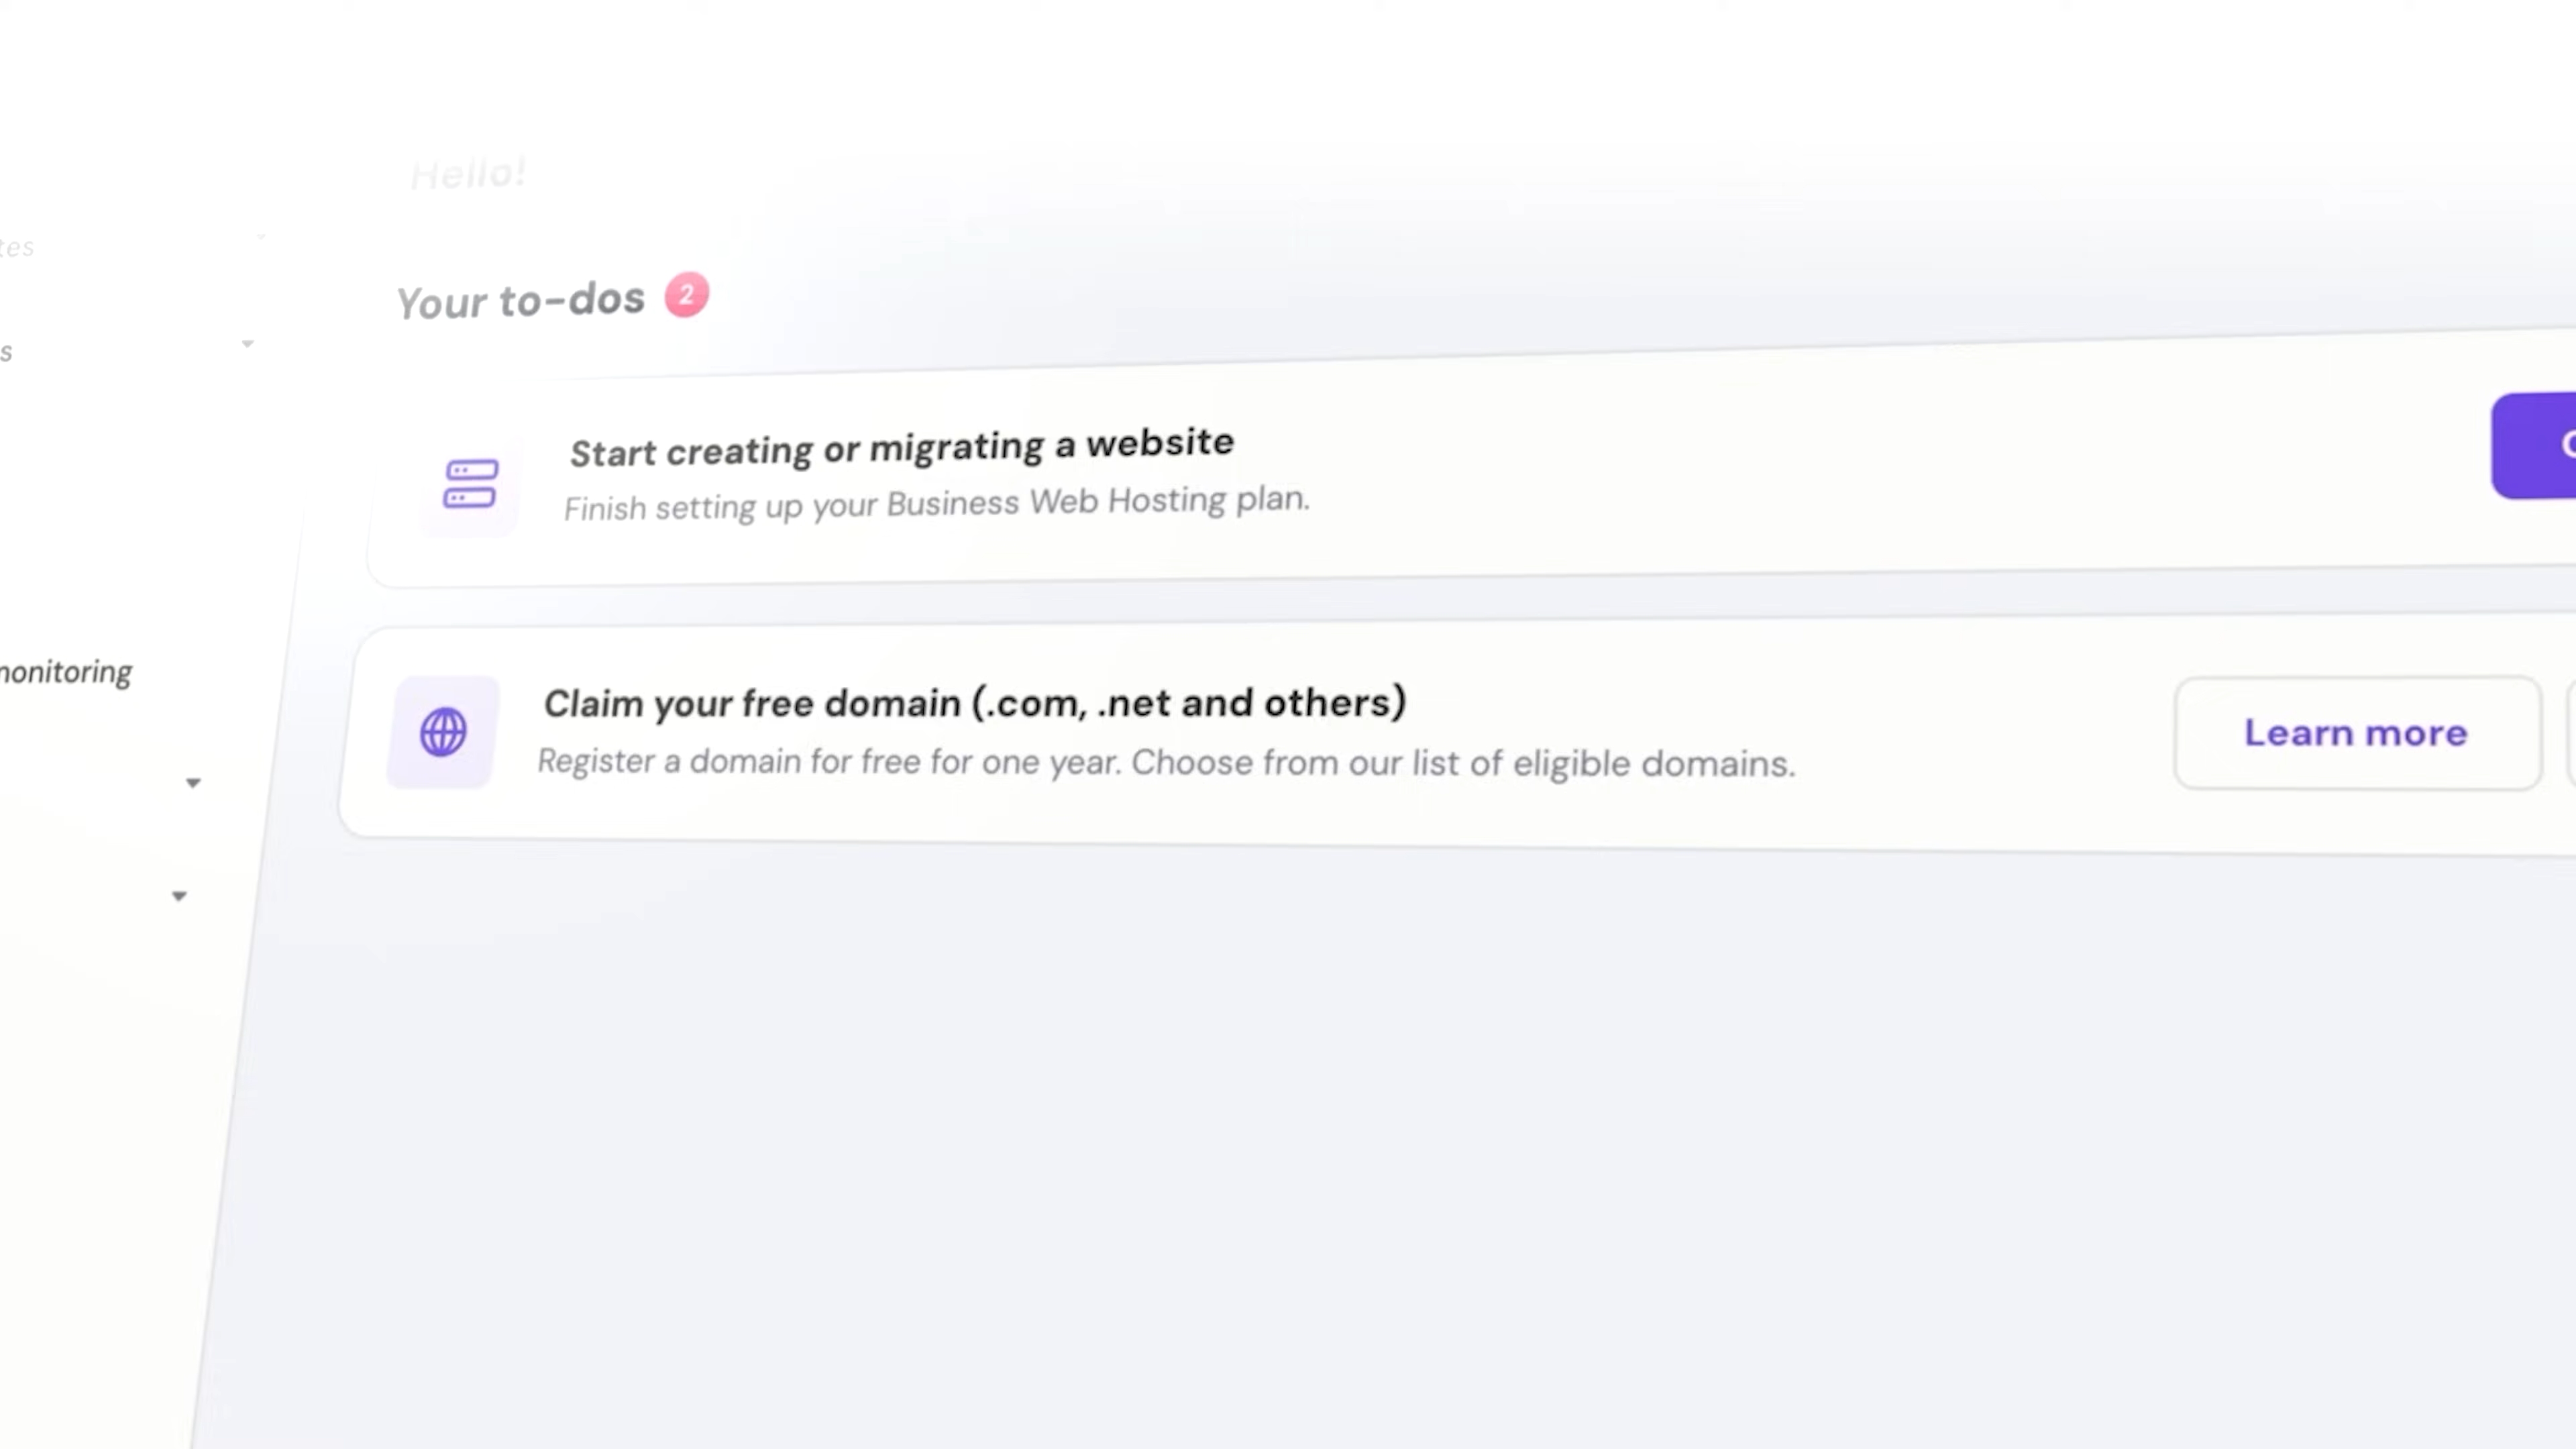 Hello!
Your to-dos 2
Start creating or migrating a website
Finish setting up your Business Web Hosting plan.
monitoring
Claim your free domain (.com, .net and others)
Register a domain for free for one year. Choose from our list of eligible domains.
Learn more